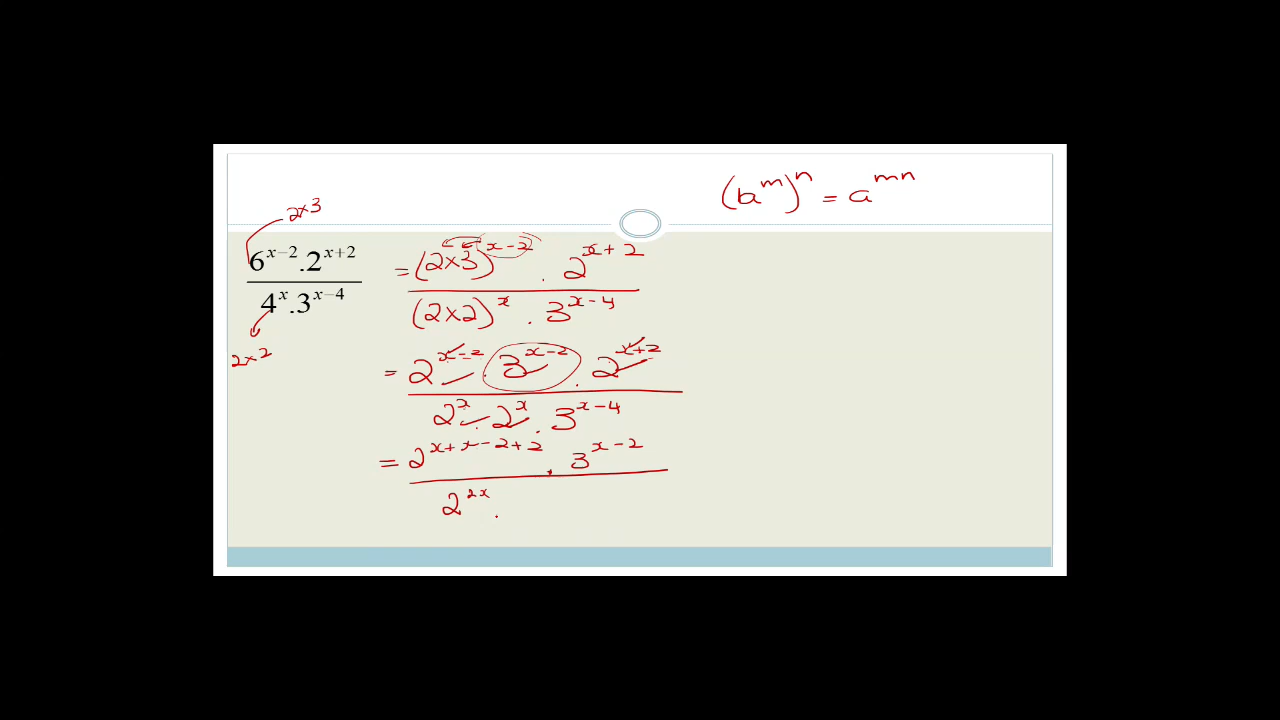 (a^m)^n = a^{mn}
2×3
6^{x−2} . 2^{x+2}
4^x . 3^{x−4}
2×2
= (2×3)^{x−2} . 2^{x+2}
(2×2)^x . 3^{x−4}
= 2^{x−2} . 3^{x−2} . 2^{x+2}
2^x . 2^x . 3^{x−4}
= 2^{x+x−2+2} . 3^{x−2}
2^{2x} .